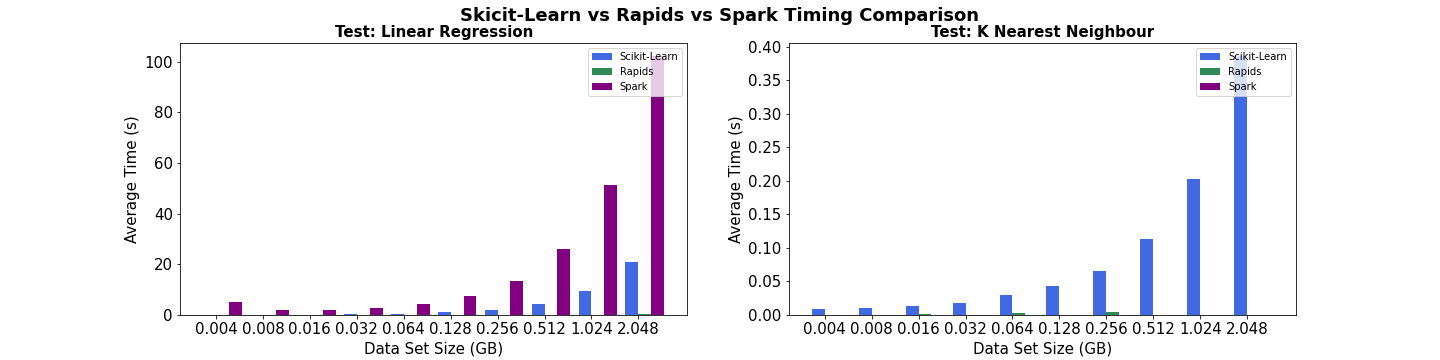 Skicit-Learn vs Rapids vs Spark Timing Comparison
Test: Linear Regression
Scikit-Learn
Rapids
Spark
100
80
60
40
20
0
Average Time (s)
0.004 0.008 0.016 0.032 0.064 0.128 0.256 0.512 1.024 2.048
Data Set Size (GB)
Test: K Nearest Neighbour
Scikit-Learn
Rapids
Spark
0.40
0.35
0.30
0.25
0.20
0.15
0.10
0.05
0.00
Average Time (s)
0.004 0.008 0.016 0.032 0.064 0.128 0.256 0.512 1.024 2.048
Data Set Size (GB)